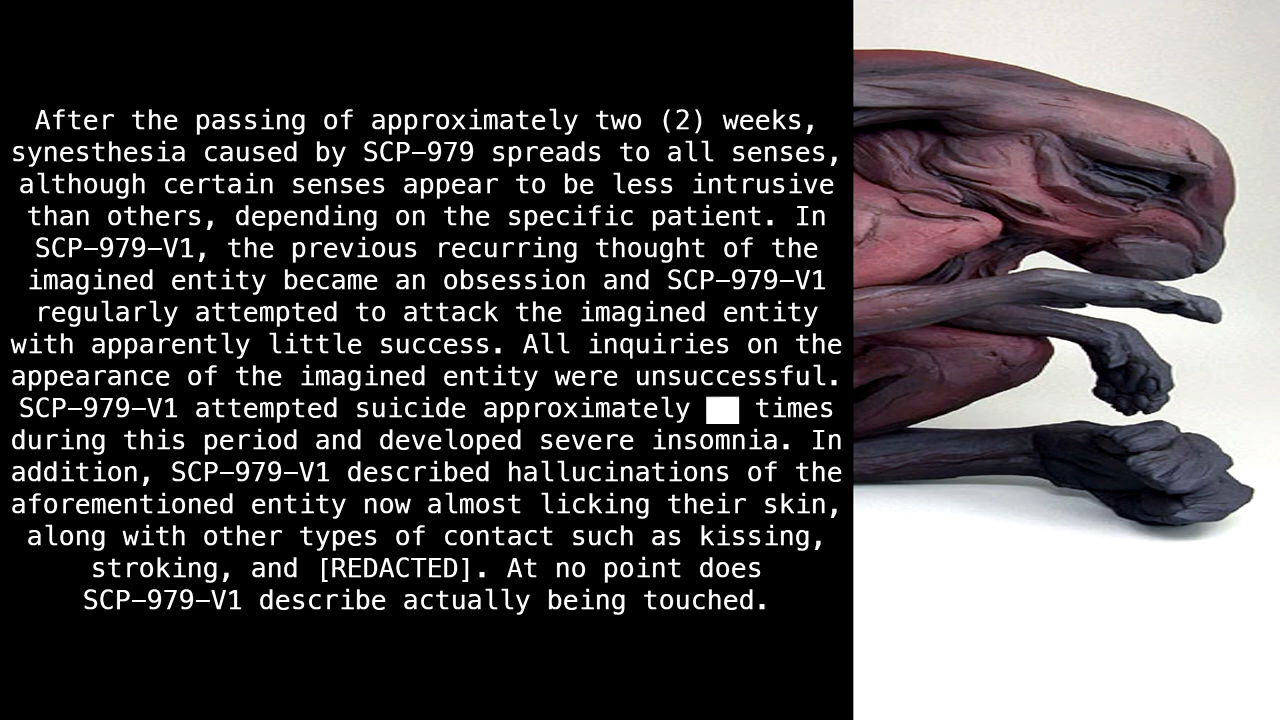 After the passing of approximately two (2) weeks,
synesthesia caused by SCP–979 spreads to all senses,
although certain senses appear to be less intrusive
than others, depending on the specific patient. In
SCP–979–V1, the previous recurring thought of the
imagined entity became an obsession and SCP–979–V1
regularly attempted to attack the imagined entity
with apparently little success. All inquiries on the
appearance of the imagined entity were unsuccessful.
SCP–979–V1 attempted suicide approximately ██ times
during this period and developed severe insomnia. In
addition, SCP–979–V1 described hallucinations of the
aforementioned entity now almost licking their skin,
along with other types of contact such as kissing,
stroking, and [REDACTED]. At no point does
SCP–979–V1 describe actually being touched.